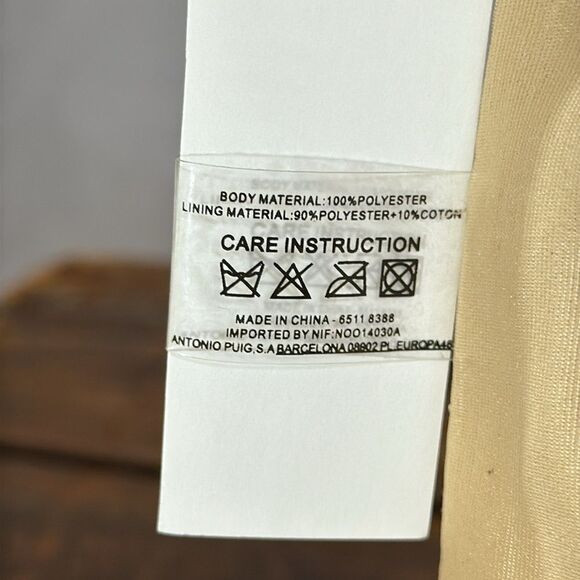 BODY MATERIAL:100%POLYESTER
LINING MATERIAL:90%POLYESTER+10%COTON
CARE INSTRUCTION
MADE IN CHINA - 6511 8388
IMPORTED BY NIF:NOO14030A
ANTONIO PUIG,S.A BARCELONA 08902 PL.EUROPA46